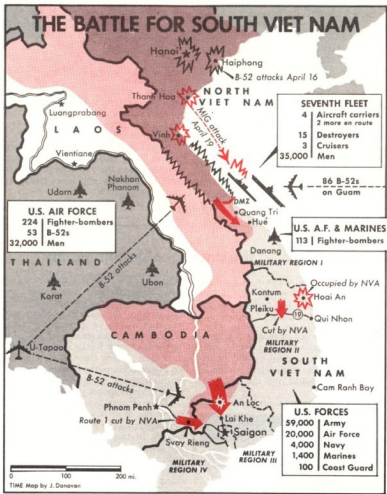 THE BATTLE FOR SOUTH VIET NAM
Hanoi
Haiphong
B-52 attacks April 16
Thanh Hoa
NORTH
VIET NAM
MIG attack
April 19
Luangprabang
LAOS
Vinh
Vientiane
SEVENTH FLEET
4 Aircraft carriers
2 more en route
15 Destroyers
3 Cruisers
35,000 Men
86 B-52s
on Guam
Nakhon
Phanom
Udorn
DMZ
Quang Tri
Hué
U.S. AIR FORCE
224 Fighter-bombers
53 B-52s
32,000 Men
U.S. A.F. & MARINES
113 Fighter-bombers
Danang
MILITARY REGION I
THAILAND
B-52 attacks
Korat
Ubon
Kontum
Occupied by NVA
Hoai An
Pleiku
19
Qui Nhon
Cut by NVA
MILITARY
REGION II
CAMBODIA
U-Tapao
SOUTH
VIET NAM
B-52 attacks
Cam Ranh Bay
Phnom Penh
An Loc
Route 1 cut by NVA
Lai Khe
Saigon
Svay Rieng
MILITARY
REGION IV
MILITARY
REGION III
U.S. FORCES
59,000 Army
20,000 Air Force
4,000 Navy
1,400 Marines
100 Coast Guard
0 100 200 mi.
TIME Map by J. Donovan